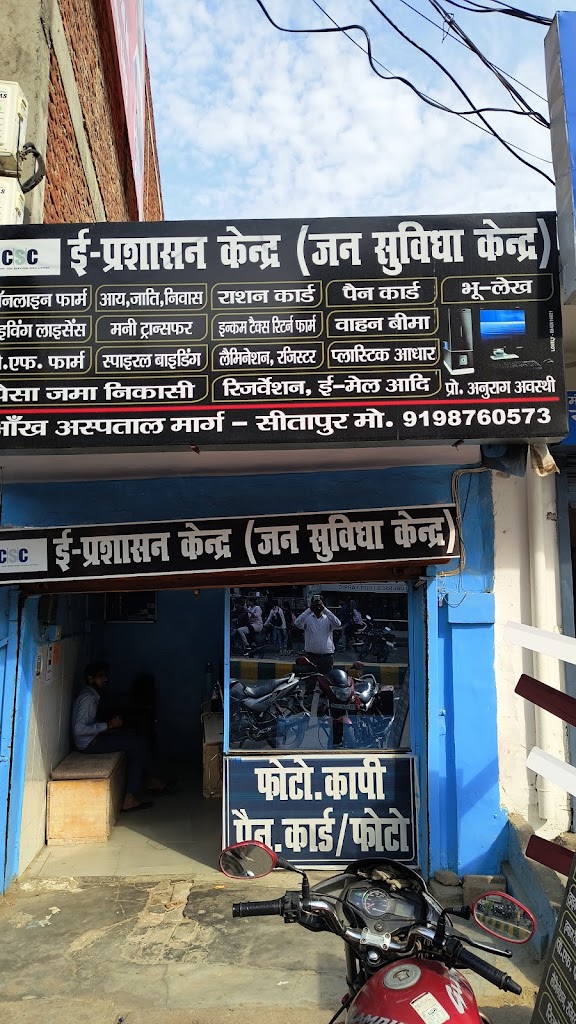 CSC ई-प्रशासन केन्द्र (जन सुविधा केन्द्र)
ऑनलाइन फार्म आय,जाति,निवास राशन कार्ड पैन कार्ड भू-लेख
लाइसेंस मनी ट्रान्सफर इन्कम टैक्स रिटर्न फार्म वाहन बीमा
एफ. फार्म स्पाइरल बाइडिंग लैमिनेशन, रजिस्टर प्लास्टिक आधार
पैसा जमा निकासी रिजर्वेशन, ई-मेल आदि प्रो. अनुराग अवस्थी
आँख अस्पताल मार्ग – सीतापुर मो. 9198760573
CSC ई-प्रशासन केन्द्र (जन सुविधा केन्द्र)
फोटो.कापी
पैन.कार्ड/फोटो